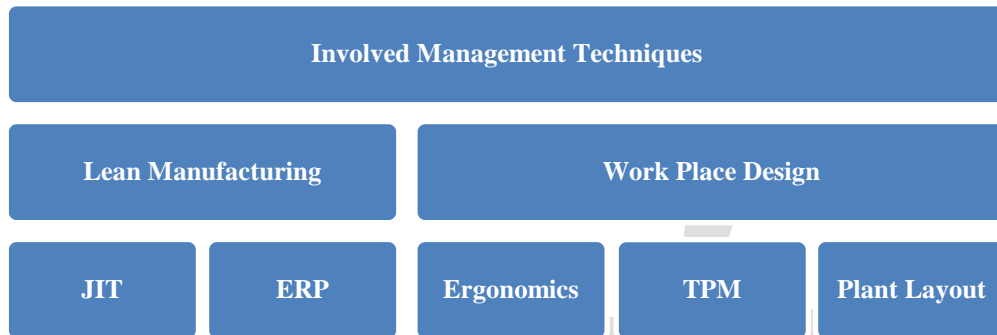 Involved Management Techniques
Lean Manufacturing
Work Place Design
JIT
ERP
Ergonomics
TPM
Plant Layout